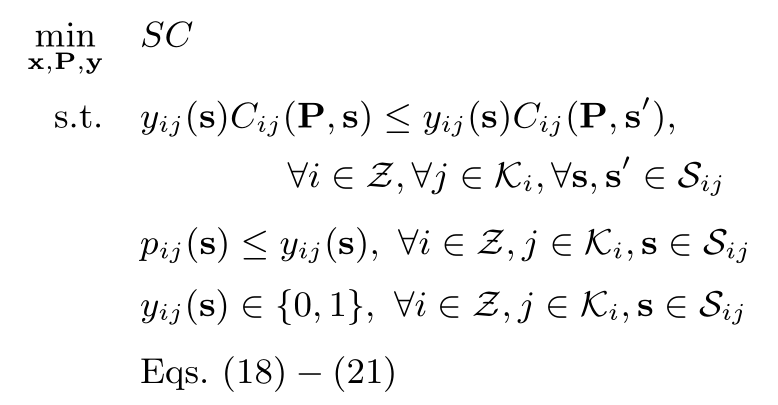 min SC
x,P,y
s.t. y_{ij}(s)C_{ij}(P, s) ≤ y_{ij}(s)C_{ij}(P, s′),
∀i ∈ 𝒵, ∀j ∈ 𝒦_i, ∀s, s′ ∈ 𝒮_{ij}
p_{ij}(s) ≤ y_{ij}(s), ∀i ∈ 𝒵, j ∈ 𝒦_i, s ∈ 𝒮_{ij}
y_{ij}(s) ∈ {0, 1}, ∀i ∈ 𝒵, j ∈ 𝒦_i, s ∈ 𝒮_{ij}
Eqs. (18) − (21)